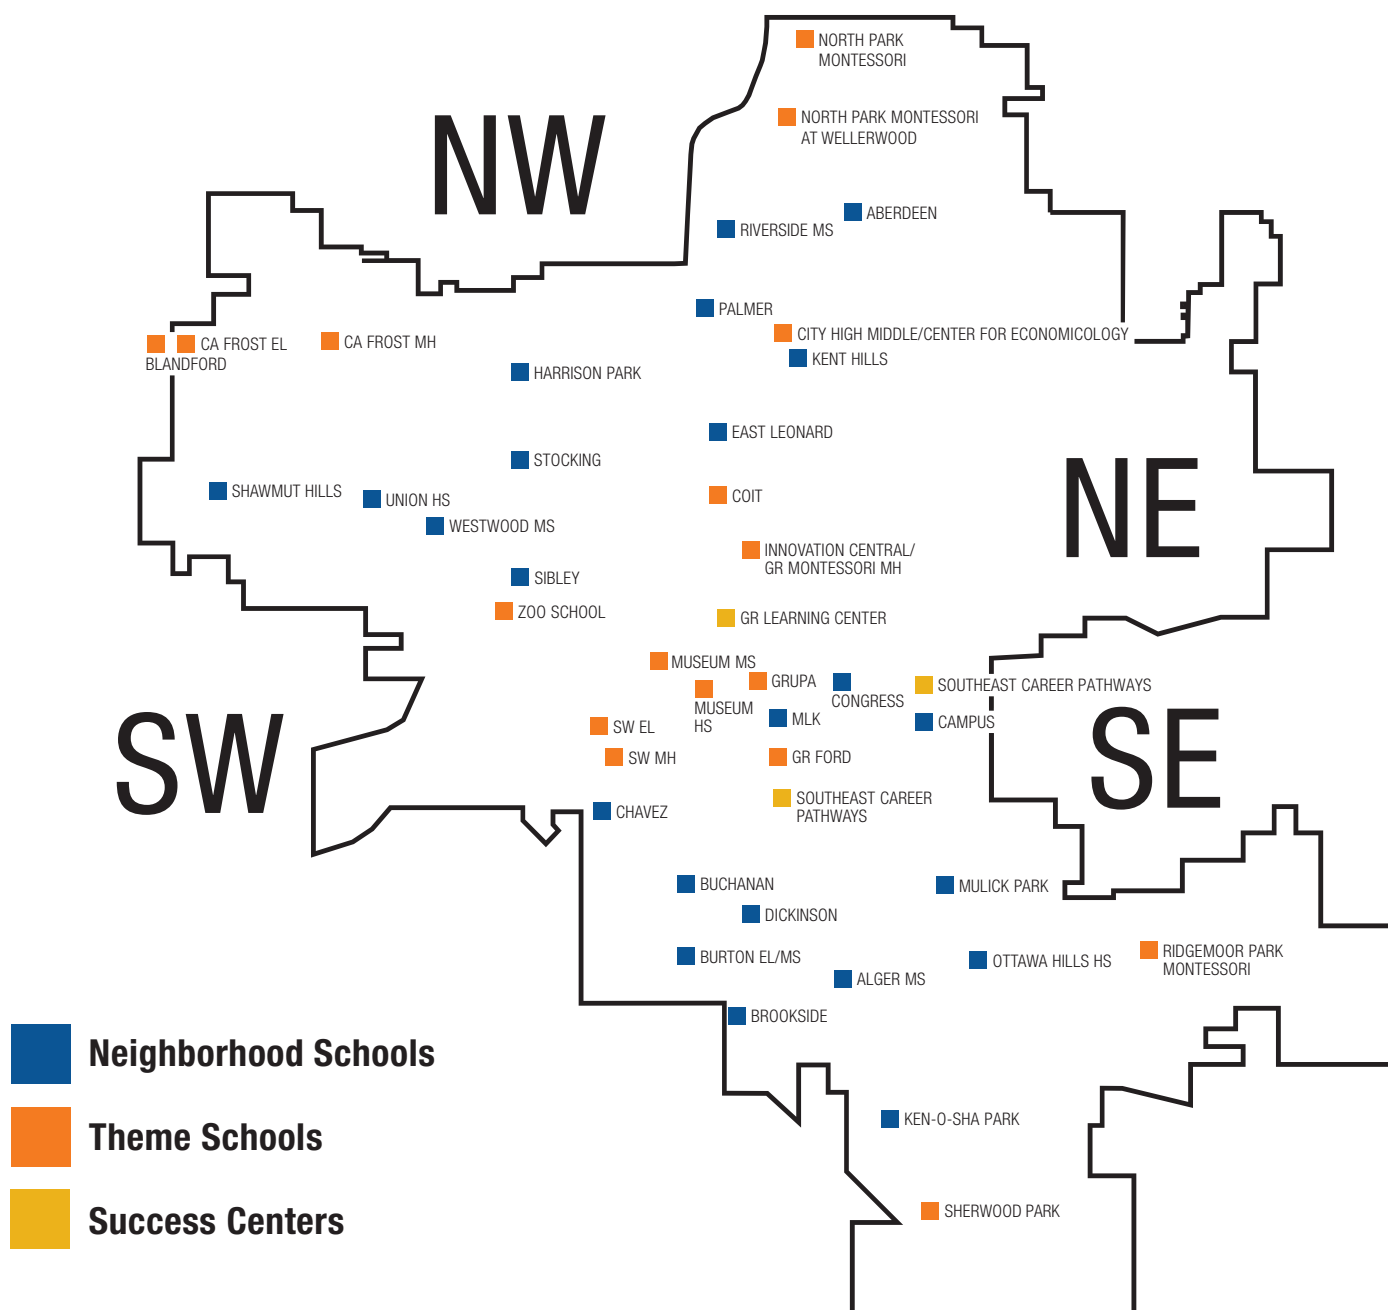 NORTH PARK
MONTESSORI
NORTH PARK MONTESSORI
AT WELLERWOOD
NW
ABERDEEN
RIVERSIDE MS
PALMER
CITY HIGH MIDDLE/CENTER FOR ECONOMICOLOGY
CA FROST EL
CA FROST MH
KENT HILLS
BLANDFORD
HARRISON PARK
EAST LEONARD
STOCKING
NE
SHAWMUT HILLS
COIT
UNION HS
WESTWOOD MS
INNOVATION CENTRAL/
GR MONTESSORI MH
SIBLEY
ZOO SCHOOL
GR LEARNING CENTER
MUSEUM MS
GRUPA
SOUTHEAST CAREER PATHWAYS
CONGRESS
MUSEUM
HS
MLK
CAMPUS
SW EL
SW
SE
SW MH
GR FORD
SOUTHEAST CAREER
PATHWAYS
CHAVEZ
BUCHANAN
MULICK PARK
DICKINSON
BURTON EL/MS
OTTAWA HILLS HS
RIDGEMOOR PARK
MONTESSORI
ALGER MS
BROOKSIDE
Neighborhood Schools
KEN-O-SHA PARK
Theme Schools
SHERWOOD PARK
Success Centers